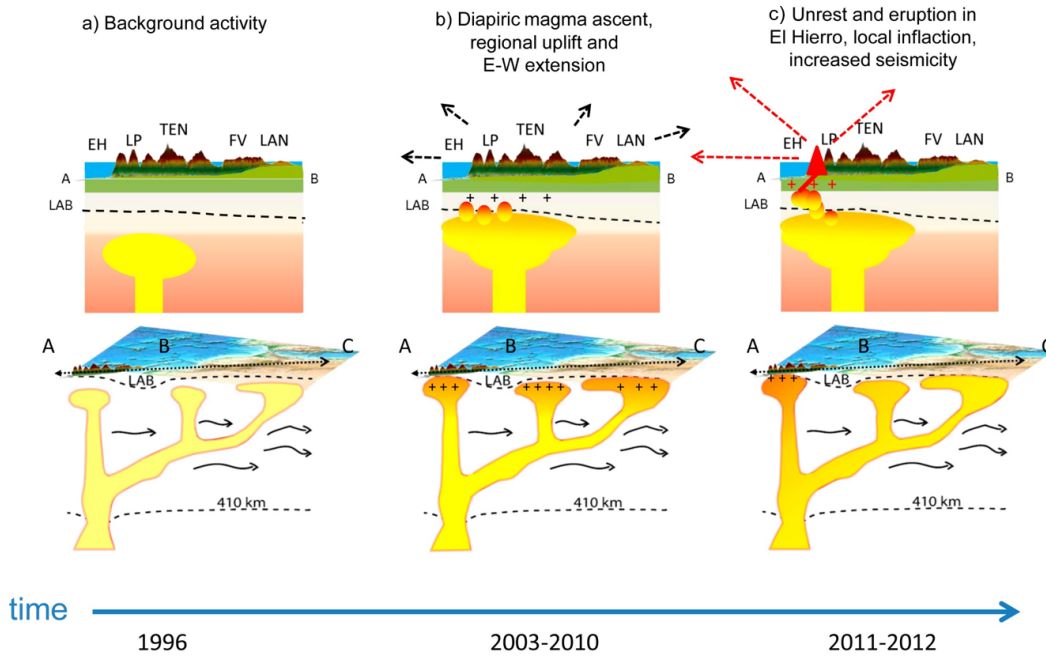 a) Background activity
b) Diapiric magma ascent,
regional uplift and
E-W extension
c) Unrest and eruption in
El Hierro, local inflaction,
increased seismicity
EH LP TEN FV LAN
A B
LAB
EH LP TEN FV LAN
A B
LAB
+ + + +
EH LP TEN FV LAN
A B
LAB
+ + +
A B C
LAB
410 km
A B C
LAB
+ + + + + + + + + +
410 km
A B C
LAB
+ + +
410 km
time
1996
2003-2010
2011-2012